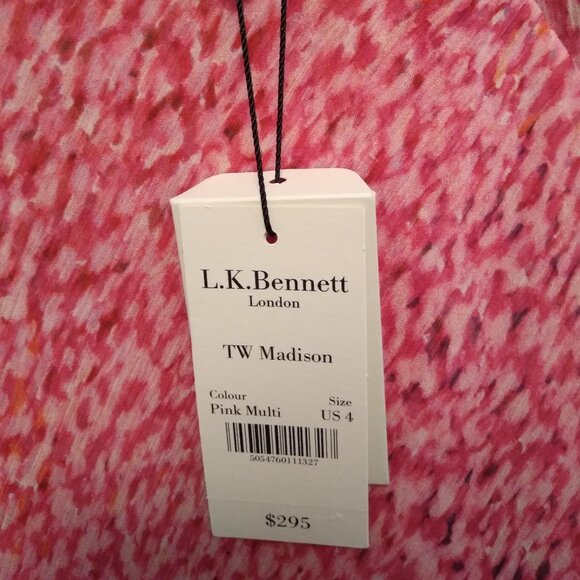 L.K.Bennett
London
TW Madison
Colour Size
Pink Multi US 4
5054760111327
$295